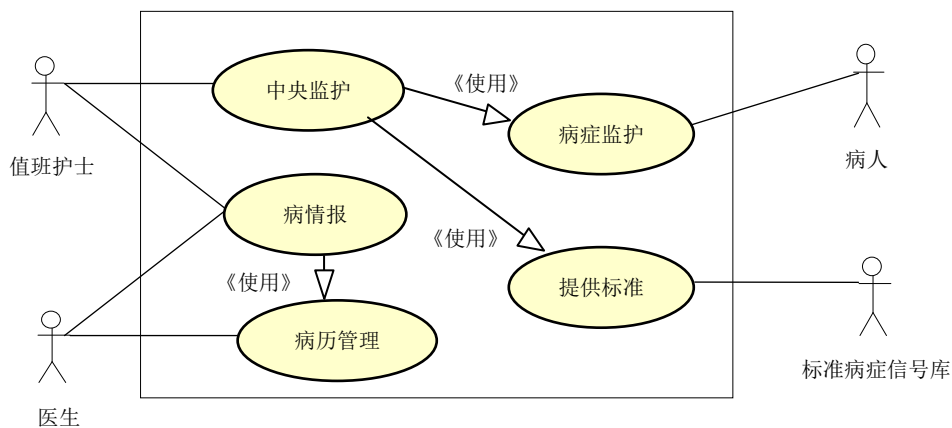 中央监护
《使用》
病症监护
值班护士
病人
病情报
《使用》
《使用》
提供标准
病历管理
标准病症信号库
医生